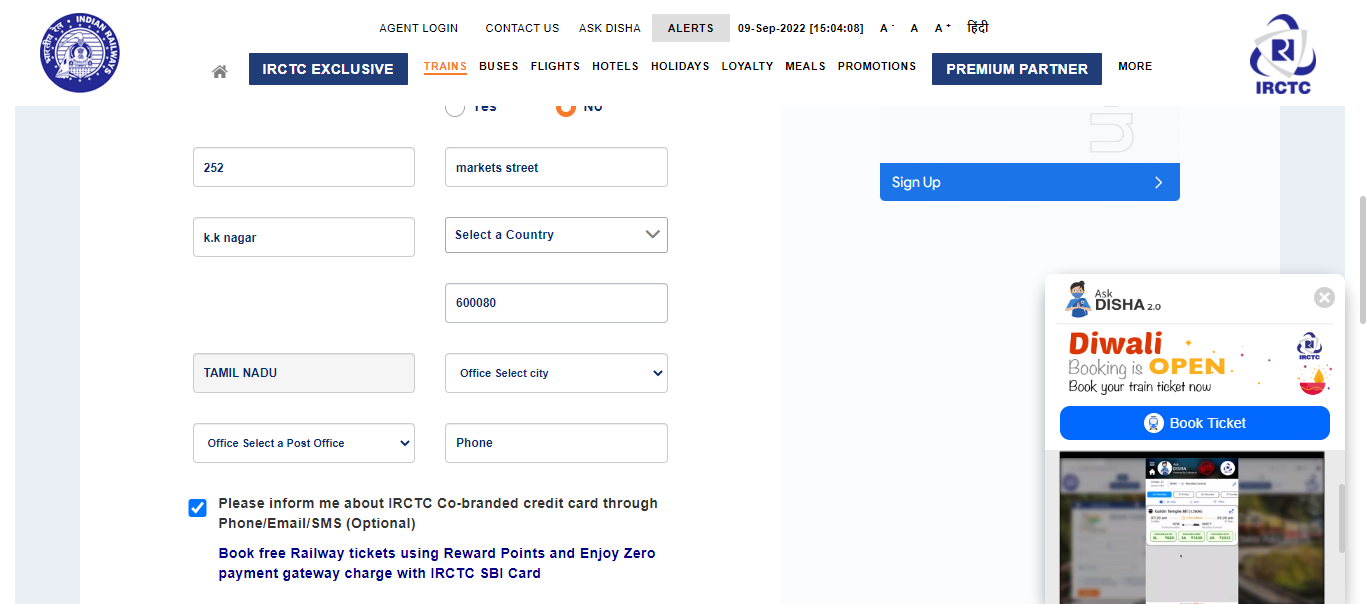 AGENT LOGIN CONTACT US ASK DISHA ALERTS 09-Sep-2022 [15:04:08] A - A A + हिंदी
IRCTC EXCLUSIVE TRAINS BUSES FLIGHTS HOTELS HOLIDAYS LOYALTY MEALS PROMOTIONS PREMIUM PARTNER MORE
भारतीय रेल INDIAN RAILWAYS
IRCTC
Yes No
252 markets street
Sign Up
k.k nagar Select a Country
600080
TAMIL NADU Office Select city
Office Select a Post Office Phone
Please inform me about IRCTC Co-branded credit card through
Phone/Email/SMS (Optional)
Book free Railway tickets using Reward Points and Enjoy Zero
payment gateway charge with IRCTC SBI Card
Ask
DISHA 2.0
Diwali
Booking is OPEN
Book your train ticket now
IRCTC
Book Ticket